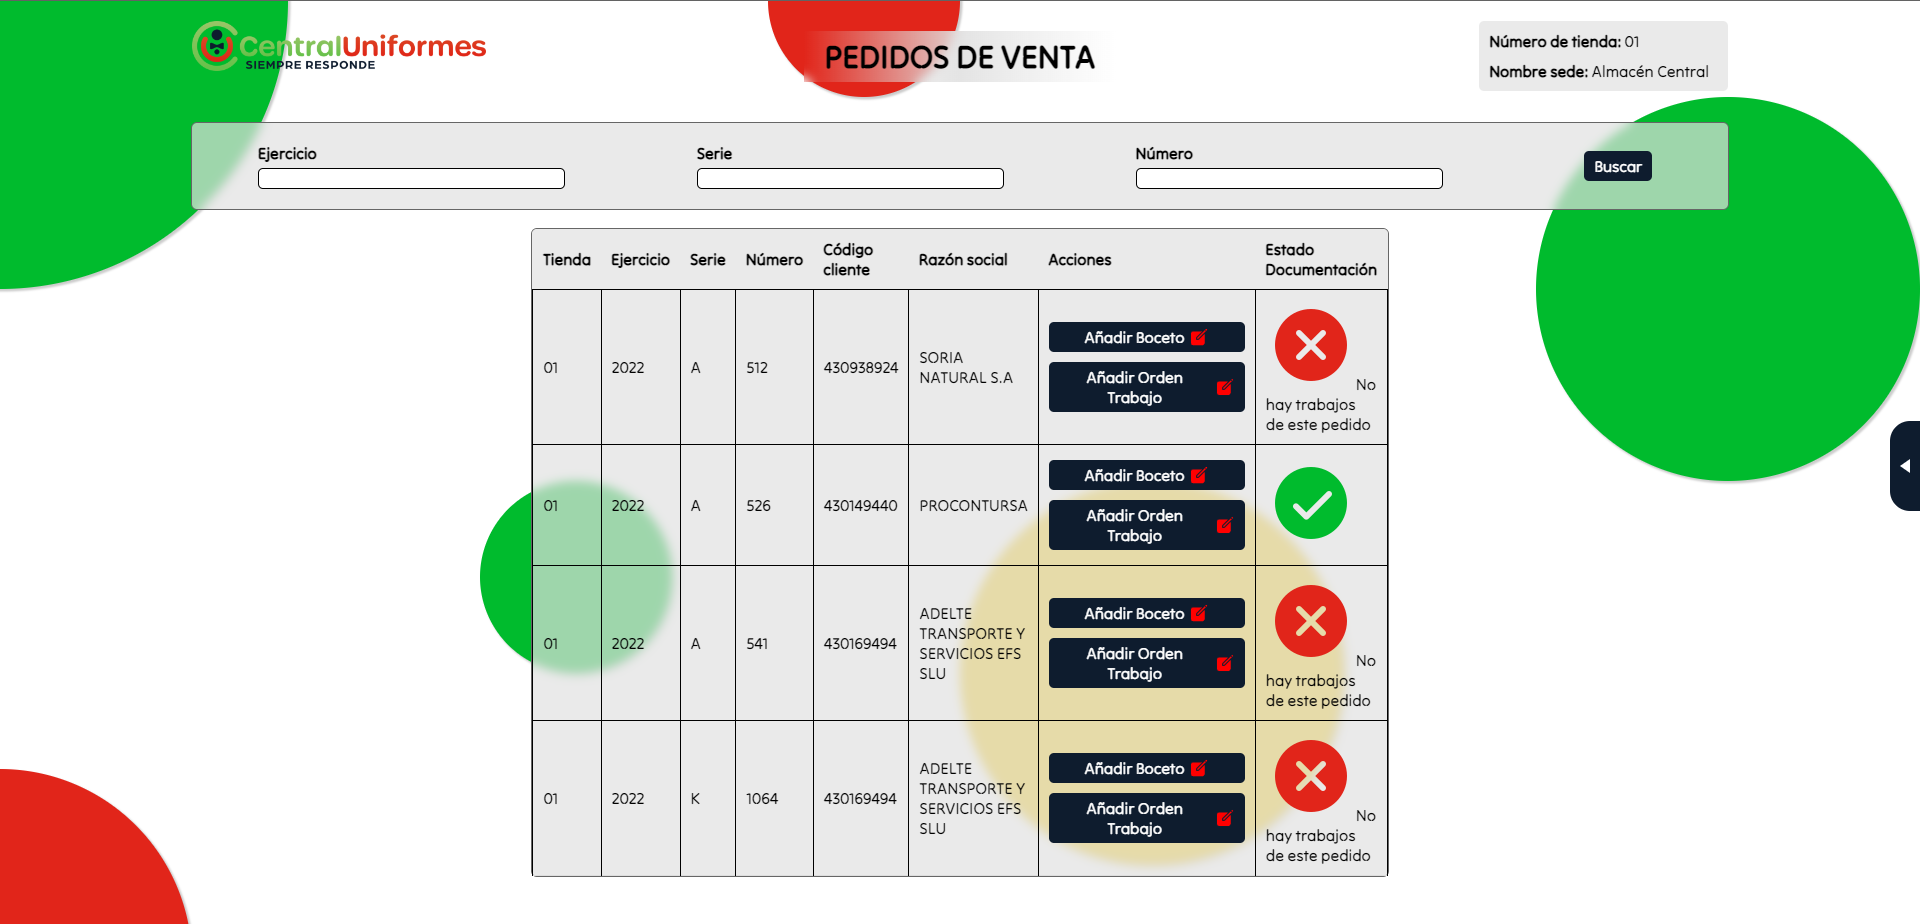 CentralUniformes
SIEMPRE RESPONDE
PEDIDOS DE VENTA
Número de tienda: 01
Nombre sede: Almacén Central
Ejercicio
Serie
Número
Buscar
Tienda Ejercicio Serie Número Código cliente Razón social Acciones Estado Documentación
01 2022 A 512 430938924
SORIA
NATURAL S.A
Añadir Boceto
Añadir Orden
Trabajo
No
hay trabajos
de este pedido
01 2022 A 526 430149440 PROCONTURSA
Añadir Boceto
Añadir Orden
Trabajo
01 2022 A 541 430169494
ADELTE
TRANSPORTE Y
SERVICIOS EFS
SLU
Añadir Boceto
Añadir Orden
Trabajo
No
hay trabajos
de este pedido
01 2022 K 1064 430169494
ADELTE
TRANSPORTE Y
SERVICIOS EFS
SLU
Añadir Boceto
Añadir Orden
Trabajo
No
hay trabajos
de este pedido